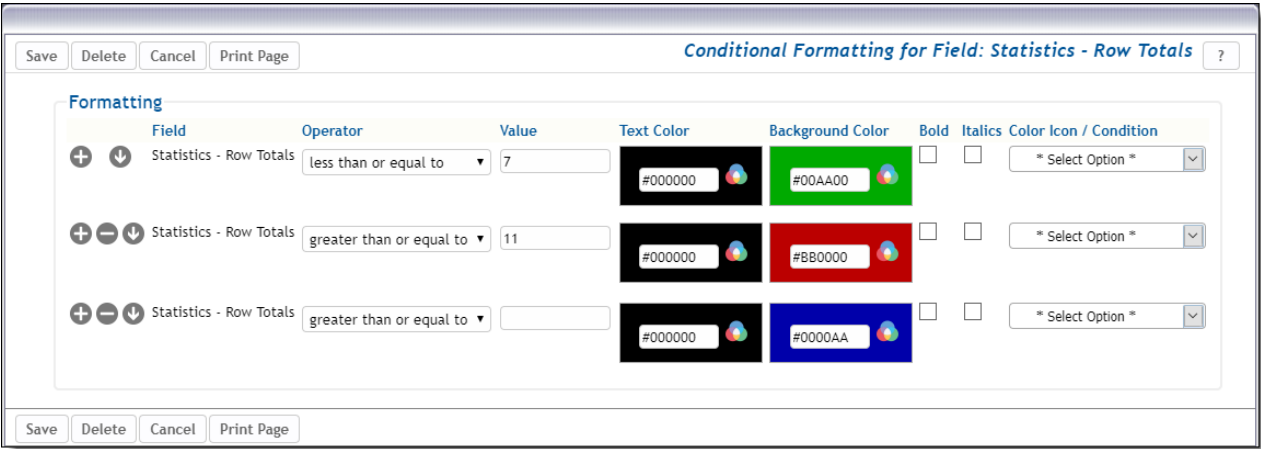 Save Delete Cancel Print Page Conditional Formatting for Field: Statistics - Row Totals ?
Formatting
Field Operator Value Text Color Background Color Bold Italics Color Icon / Condition
Statistics - Row Totals less than or equal to 7 #000000 #00AA00 * Select Option *
Statistics - Row Totals greater than or equal to 11 #000000 #BB0000 * Select Option *
Statistics - Row Totals greater than or equal to #000000 #0000AA * Select Option *
Save Delete Cancel Print Page